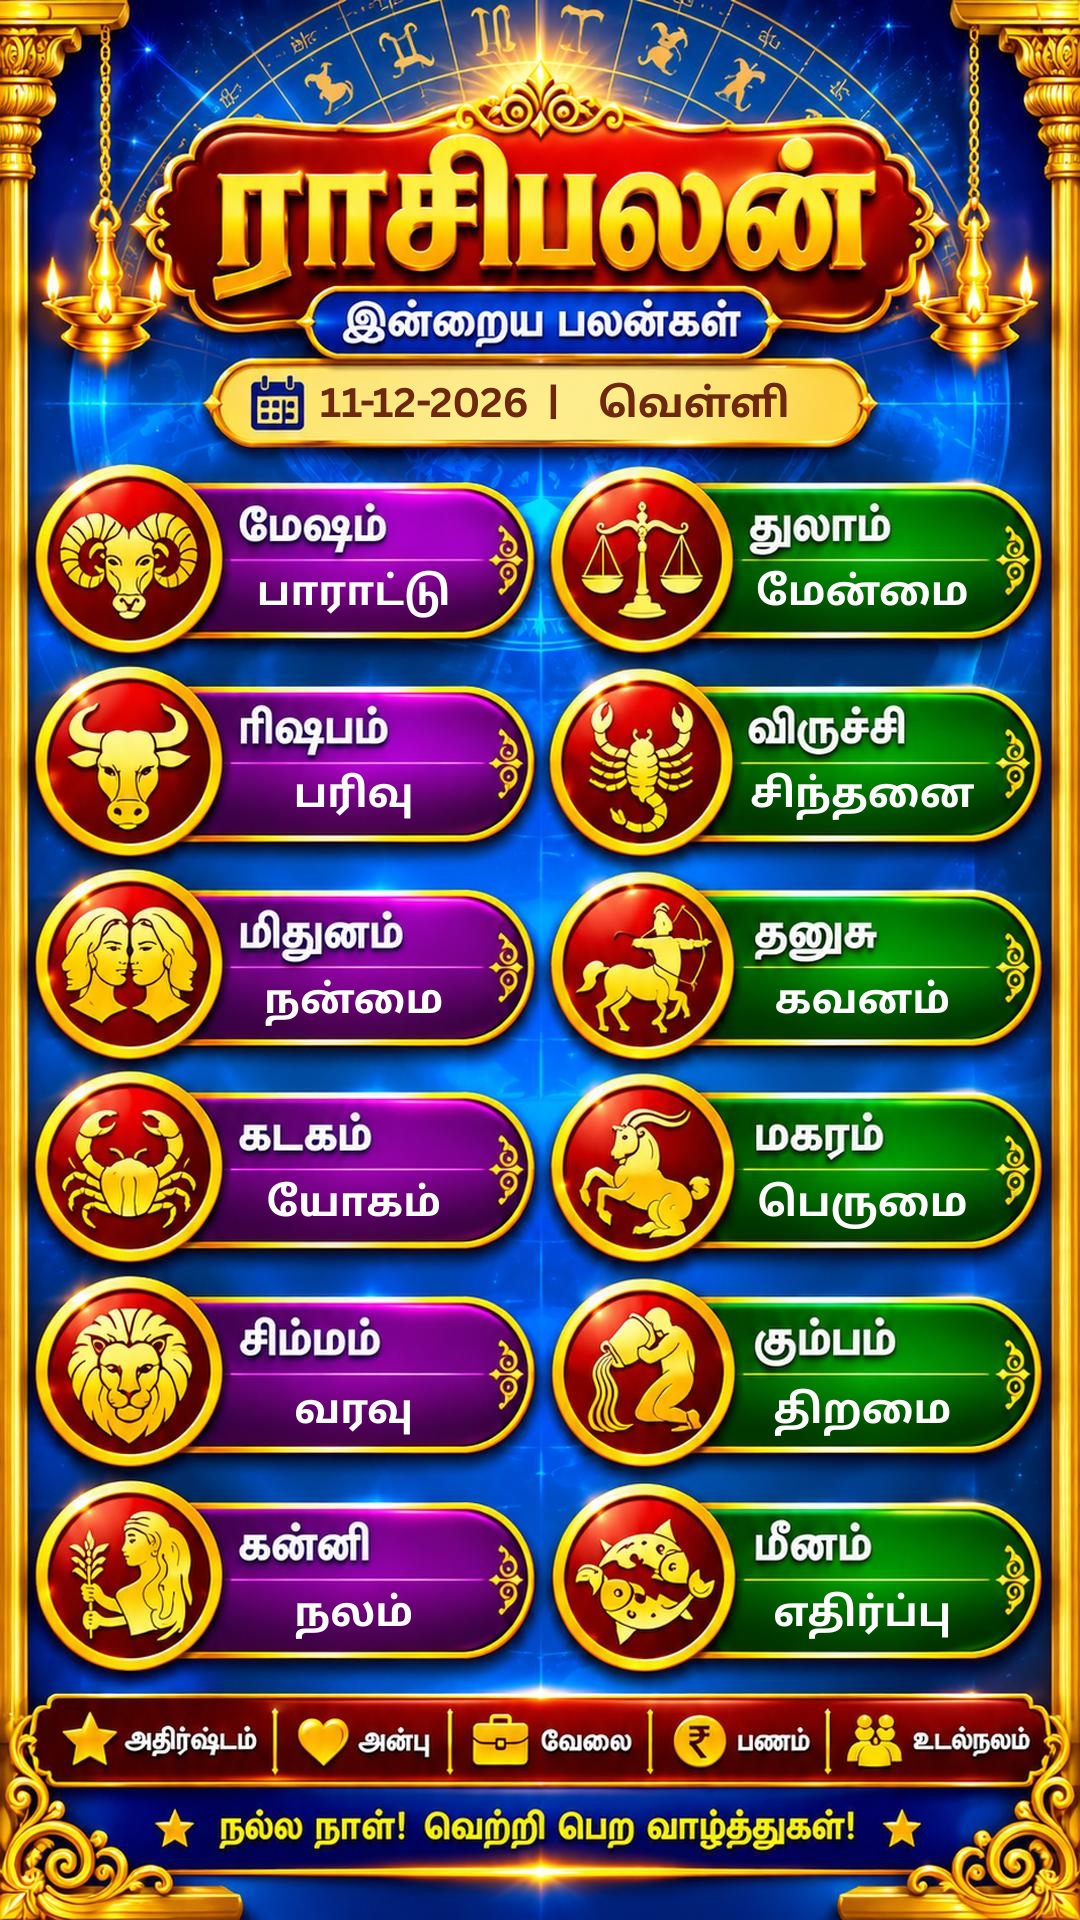 ராசிபலன்
இன்றைய பலன்கள்
11-12-2026 | வெள்ளி
மேஷம்
பாராட்டு
ரிஷபம்
பரிவு
மிதுனம்
நன்மை
கடகம்
யோகம்
சிம்மம்
வரவு
கன்னி
நலம்
துலாம்
மேன்மை
விருச்சி
சிந்தனை
தனுசு
கவனம்
மகரம்
பெருமை
கும்பம்
திறமை
மீனம்
எதிர்ப்பு
அதிர்ஷ்டம் அன்பு வேலை ₹ பணம் உடல்நலம்
நல்ல நாள்! வெற்றி பெற வாழ்த்துகள்!